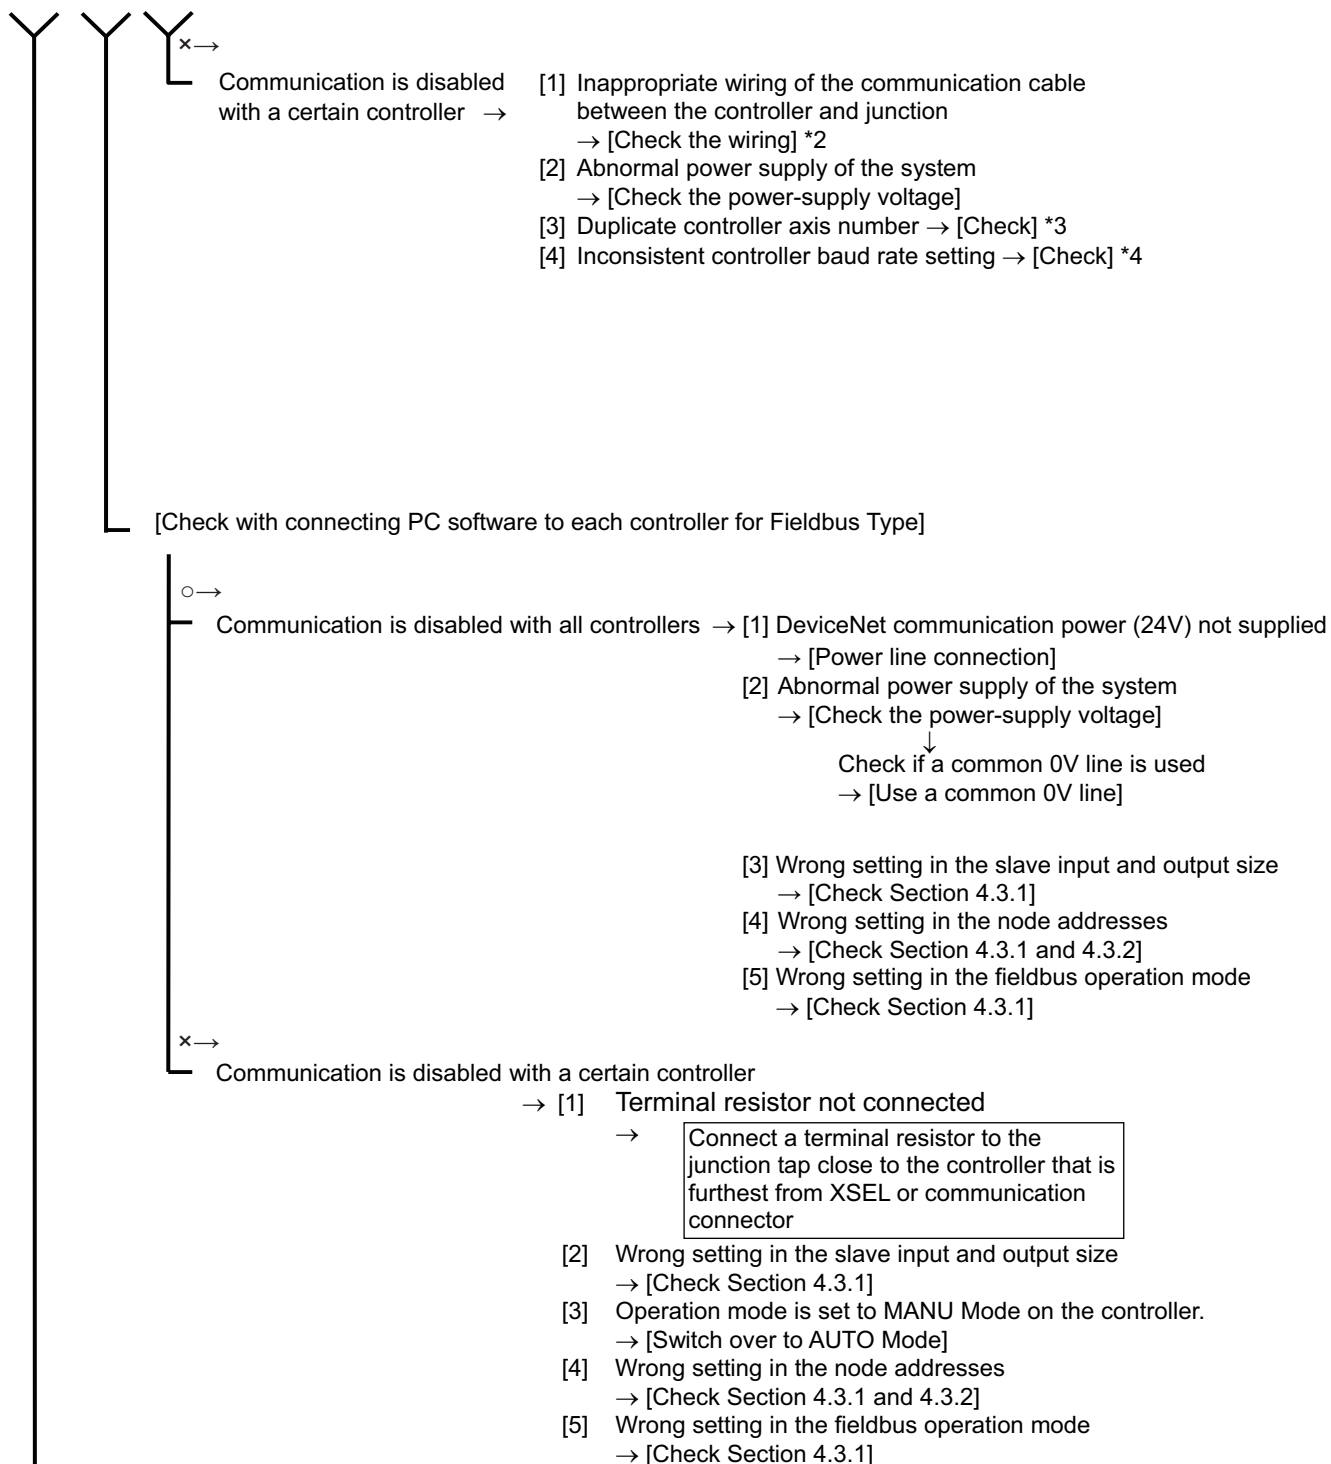 ×→
Communication is disabled
with a certain controller →
[1] Inappropriate wiring of the communication cable
between the controller and junction
→ [Check the wiring] *2
[2] Abnormal power supply of the system
→ [Check the power-supply voltage]
[3] Duplicate controller axis number → [Check] *3
[4] Inconsistent controller baud rate setting → [Check] *4
[Check with connecting PC software to each controller for Fieldbus Type]
○→
Communication is disabled with all controllers → [1] DeviceNet communication power (24V) not supplied
→ [Power line connection]
[2] Abnormal power supply of the system
→ [Check the power-supply voltage]
↓
Check if a common 0V line is used
→ [Use a common 0V line]
[3] Wrong setting in the slave input and output size
→ [Check Section 4.3.1]
[4] Wrong setting in the node addresses
→ [Check Section 4.3.1 and 4.3.2]
[5] Wrong setting in the fieldbus operation mode
→ [Check Section 4.3.1]
×→
Communication is disabled with a certain controller
→ [1] Terminal resistor not connected
→ Connect a terminal resistor to the
junction tap close to the controller that is
furthest from XSEL or communication
connector
[2] Wrong setting in the slave input and output size
→ [Check Section 4.3.1]
[3] Operation mode is set to MANU Mode on the controller.
→ [Switch over to AUTO Mode]
[4] Wrong setting in the node addresses
→ [Check Section 4.3.1 and 4.3.2]
[5] Wrong setting in the fieldbus operation mode
→ [Check Section 4.3.1]